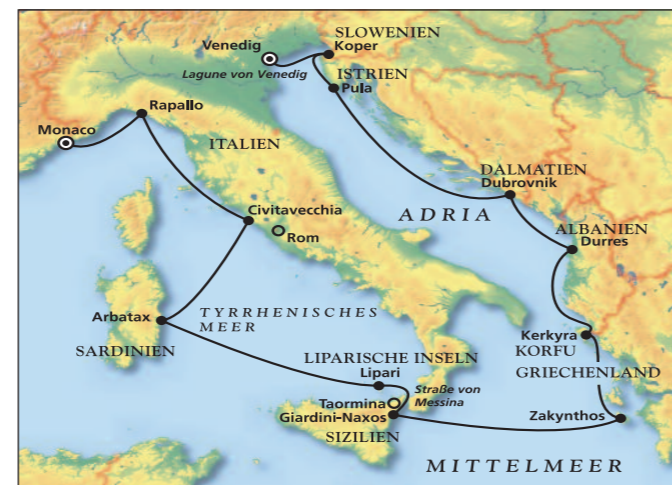 SLOWENIEN
Venedig
Koper
Lagune von Venedig
ISTRIEN
Pula
Rapallo
Monaco
ITALIEN
DALMATIEN
Dubrovnik
Civitavecchia
ADRIA
ALBANIEN
Durres
Rom
Arbatax
TYRRHENISCHES
MEER
Kerkyra
KORFU
SARDINIEN
LIPARISCHE INSELN
Lipari
GRIECHENLAND
Straße von
Messina
Taormina
Giardini-Naxos
Zakynthos
SIZILIEN
MITTELMEER